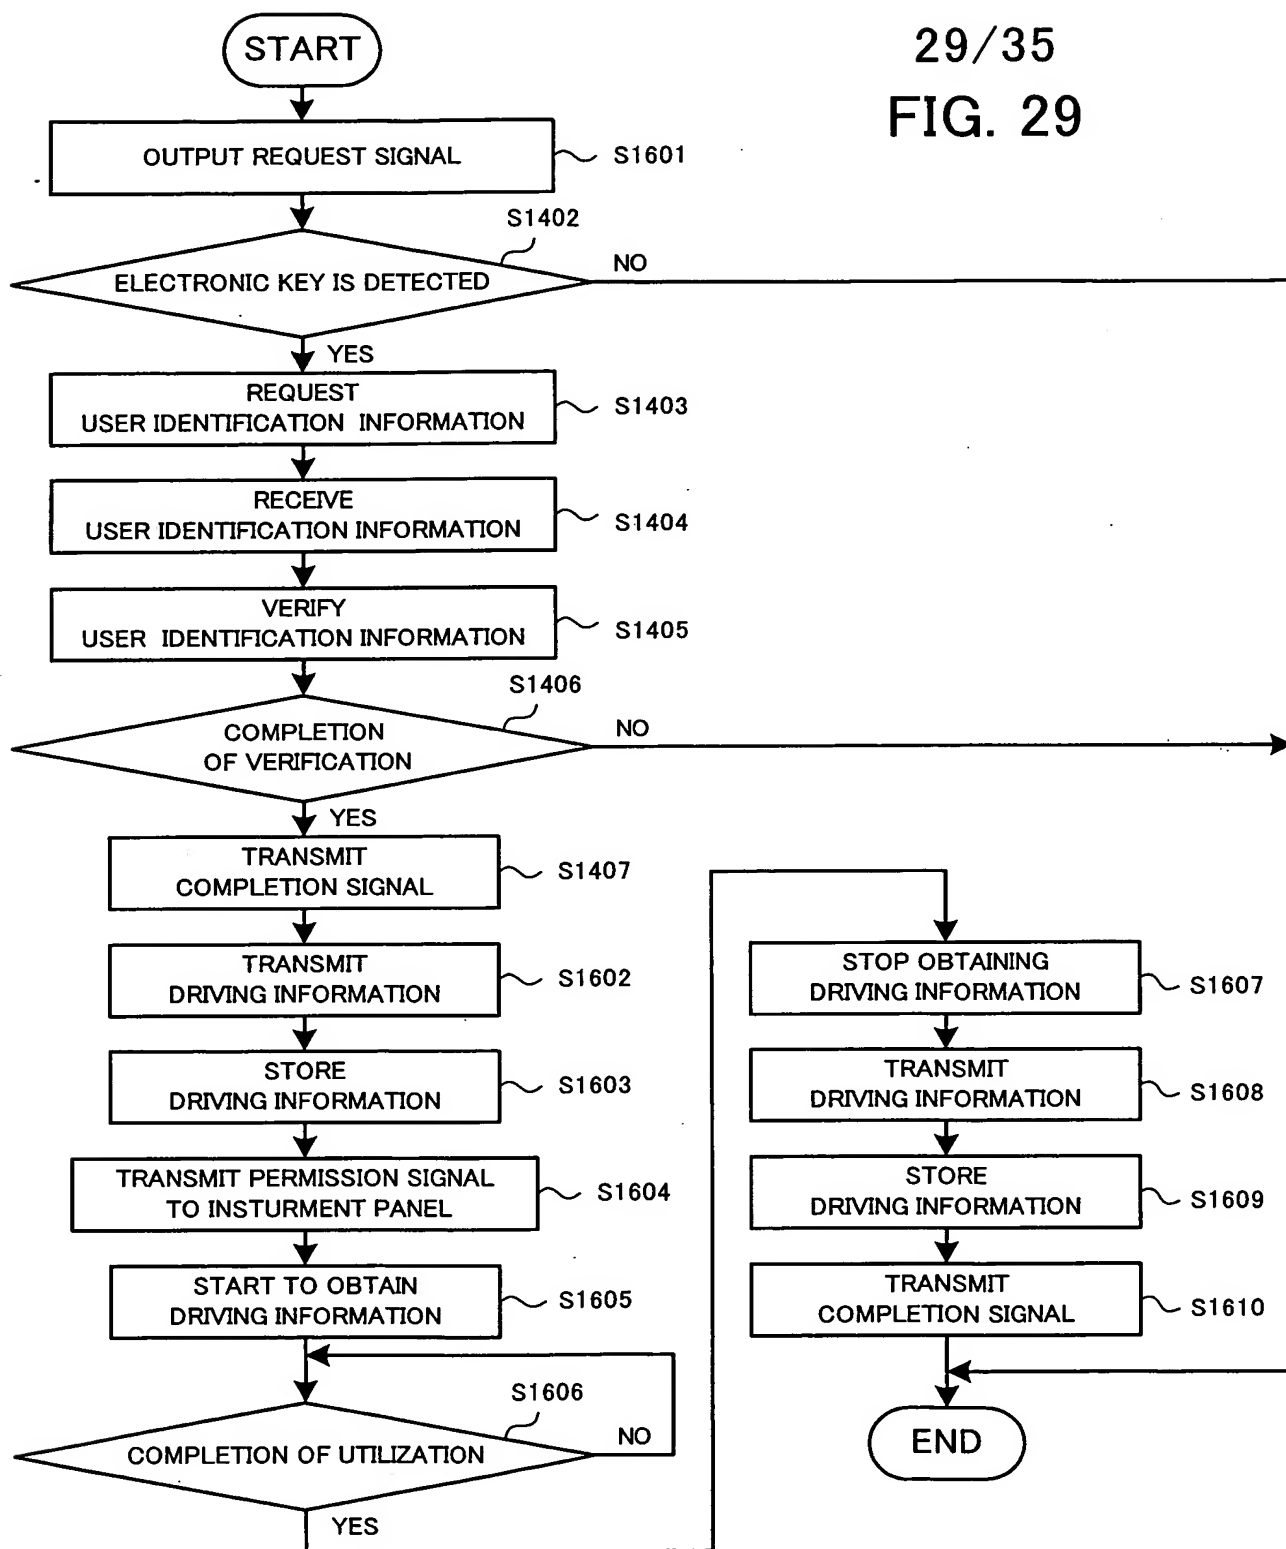 29/35
FIG. 29
START
OUTPUT REQUEST SIGNAL
S1601
S1402
ELECTRONIC KEY IS DETECTED
NO
YES
REQUEST
USER IDENTIFICATION INFORMATION
S1403
RECEIVE
USER IDENTIFICATION INFORMATION
S1404
VERIFY
USER IDENTIFICATION INFORMATION
S1405
S1406
COMPLETION
OF VERIFICATION
NO
YES
TRANSMIT
COMPLETION SIGNAL
S1407
TRANSMIT
DRIVING INFORMATION
S1602
STORE
DRIVING INFORMATION
S1603
TRANSMIT PERMISSION SIGNAL
TO INSTURMENT PANEL
S1604
START TO OBTAIN
DRIVING INFORMATION
S1605
S1606
COMPLETION OF UTILIZATION
NO
YES
STOP OBTAINING
DRIVING INFORMATION
S1607
TRANSMIT
DRIVING INFORMATION
S1608
STORE
DRIVING INFORMATION
S1609
TRANSMIT
COMPLETION SIGNAL
S1610
END